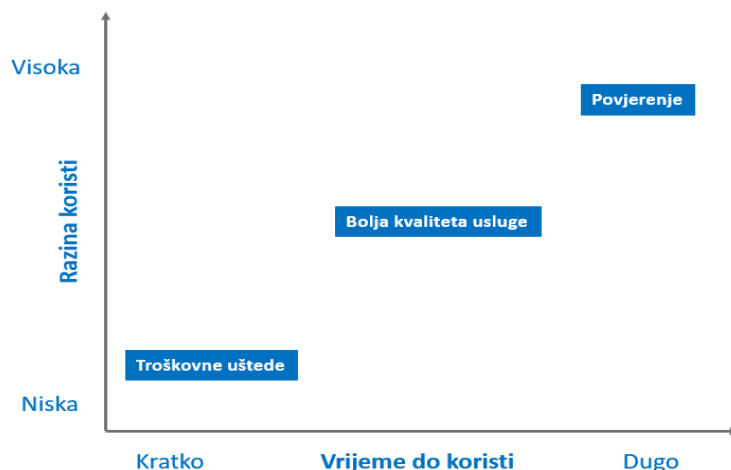 Visoka
Povjerenje
Razina koristi
Bolja kvaliteta usluge
Troškovne uštede
Niska
Kratko
Vrijeme do koristi
Dugo